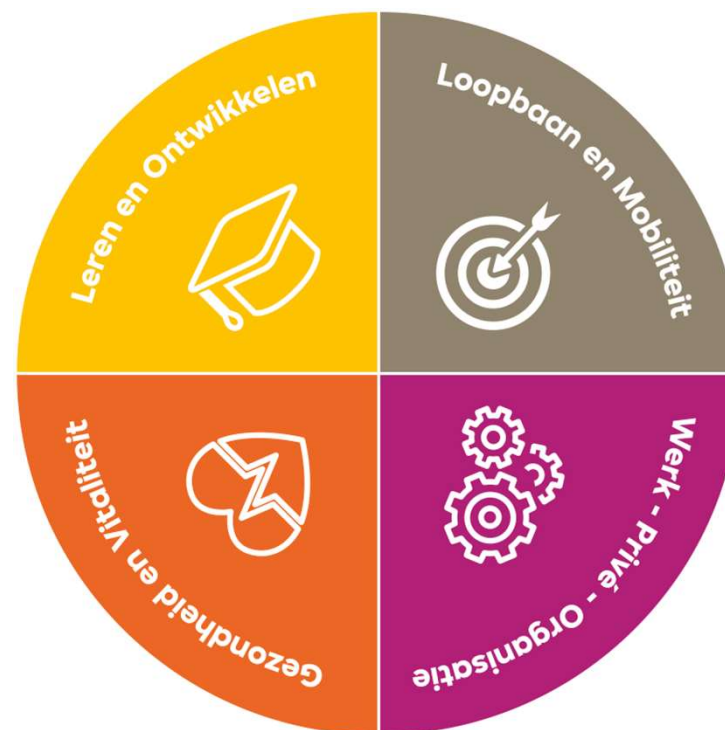 Leren en Ontwikkelen
Loopbaan en Mobiliteit
Gezondheid en Vitaliteit
Werk - Privé - Organisatie